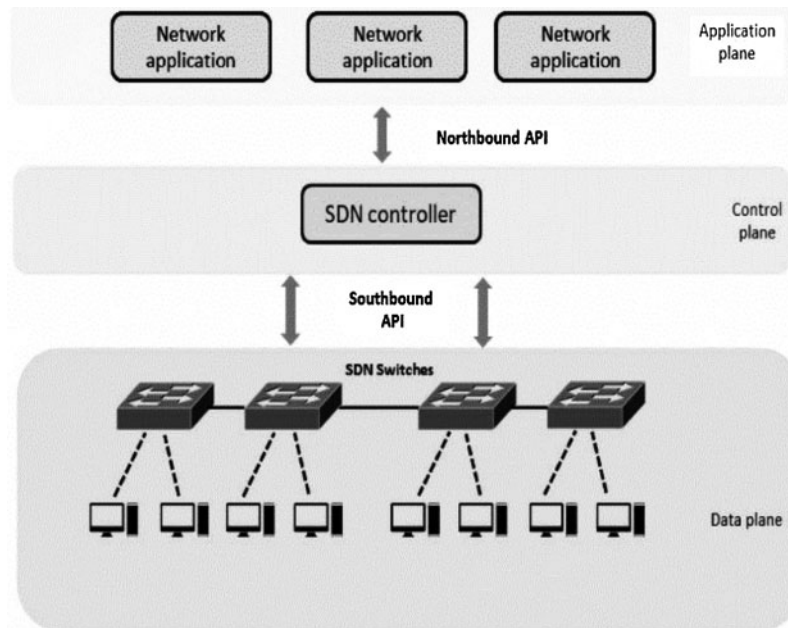 Network
application
Network
application
Network
application
Application
plane
Northbound API
SDN controller
Control
plane
Southbound
API
SDN Switches
Data plane